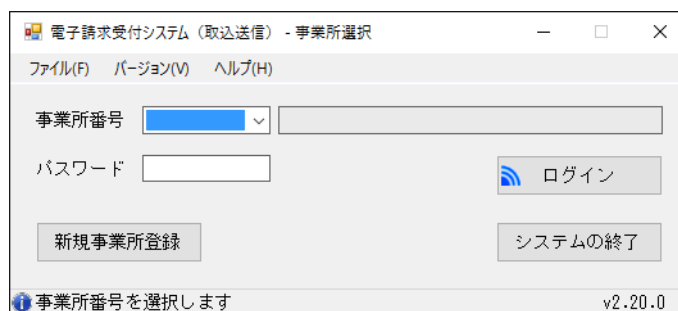 電子請求受付システム（取込送信） - 事業所選択
ファイル(F) バージョン(V) ヘルプ(H)
事業所番号
パスワード
ログイン
新規事業所登録 システムの終了
事業所番号を選択します v2.20.0